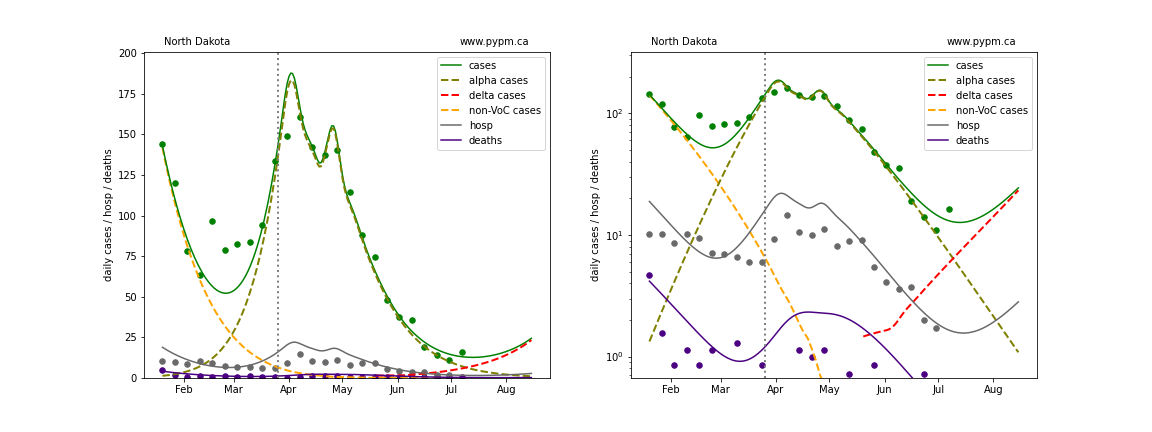 North Dakota www.pypm.ca
200
175
150
125
100
75
50
25
0
daily cases / hosp / deaths
Feb Mar Apr May Jun Jul Aug
cases
alpha cases
delta cases
non-VoC cases
hosp
deaths
North Dakota www.pypm.ca
10²
10¹
10⁰
daily cases / hosp / deaths
Feb Mar Apr May Jun Jul Aug
cases
alpha cases
delta cases
non-VoC cases
hosp
deaths